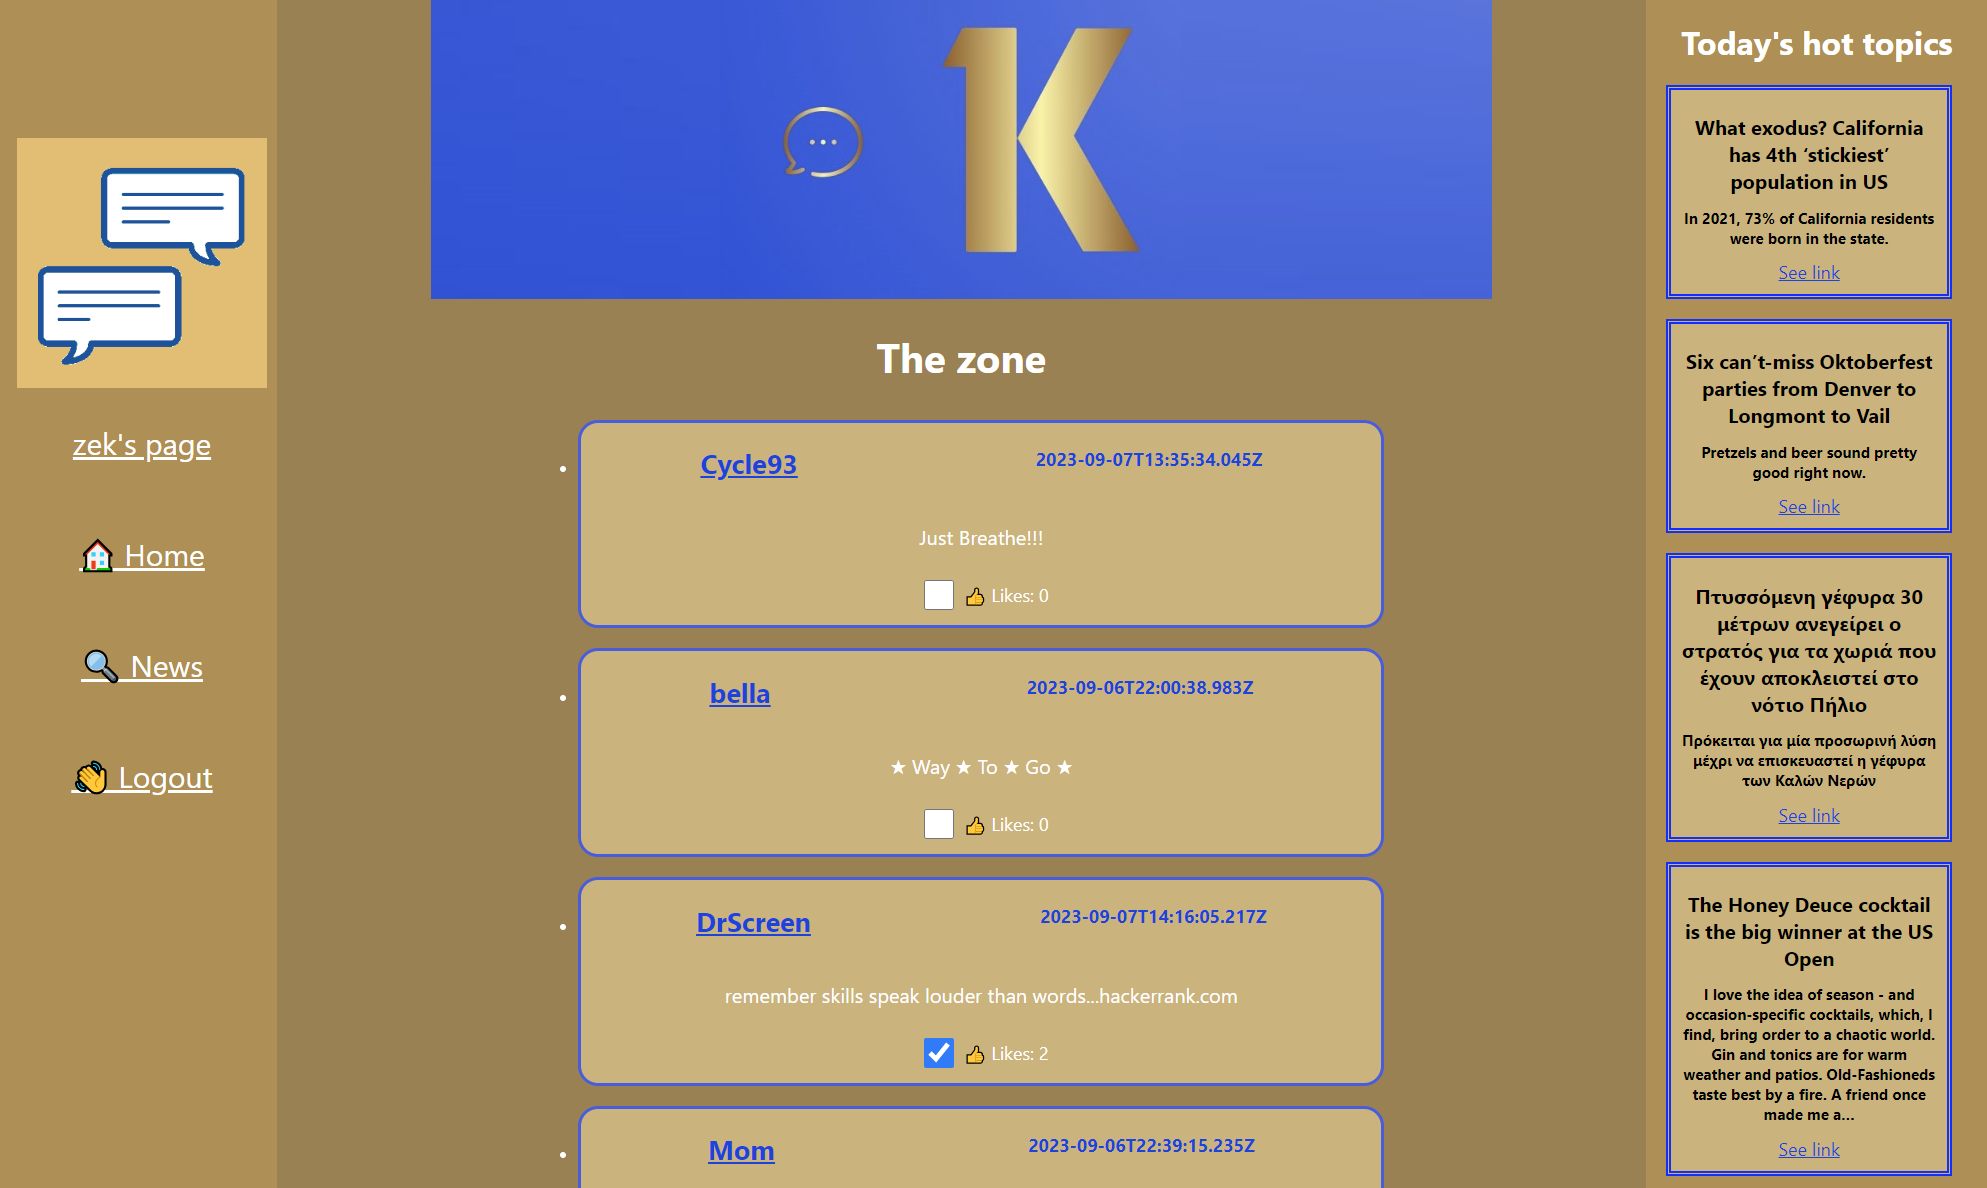 zek's page
🏠 Home
🔍 News
👋 Logout
1K
The zone
Cycle93
2023-09-07T13:35:34.045Z
Just Breathe!!!
👍 Likes: 0
bella
2023-09-06T22:00:38.983Z
★ Way ★ To ★ Go ★
👍 Likes: 0
DrScreen
2023-09-07T14:16:05.217Z
remember skills speak louder than words...hackerrank.com
👍 Likes: 2
Mom
2023-09-06T22:39:15.235Z
Today's hot topics
What exodus? California
has 4th ‘stickiest’
population in US
In 2021, 73% of California residents
were born in the state.
See link
Six can’t-miss Oktoberfest
parties from Denver to
Longmont to Vail
Pretzels and beer sound pretty
good right now.
See link
Πτυσσόμενη γέφυρα 30
μέτρων ανεγείρει ο
στρατός για τα χωριά που
έχουν αποκλειστεί στο
νότιο Πήλιο
Πρόκειται για μία προσωρινή λύση
μέχρι να επισκευαστεί η γέφυρα
των Καλών Νερών
See link
The Honey Deuce cocktail
is the big winner at the US
Open
I love the idea of season - and
occasion-specific cocktails, which, I
find, bring order to a chaotic world.
Gin and tonics are for warm
weather and patios. Old-Fashioneds
taste best by a fire. A friend once
made me a…
See link